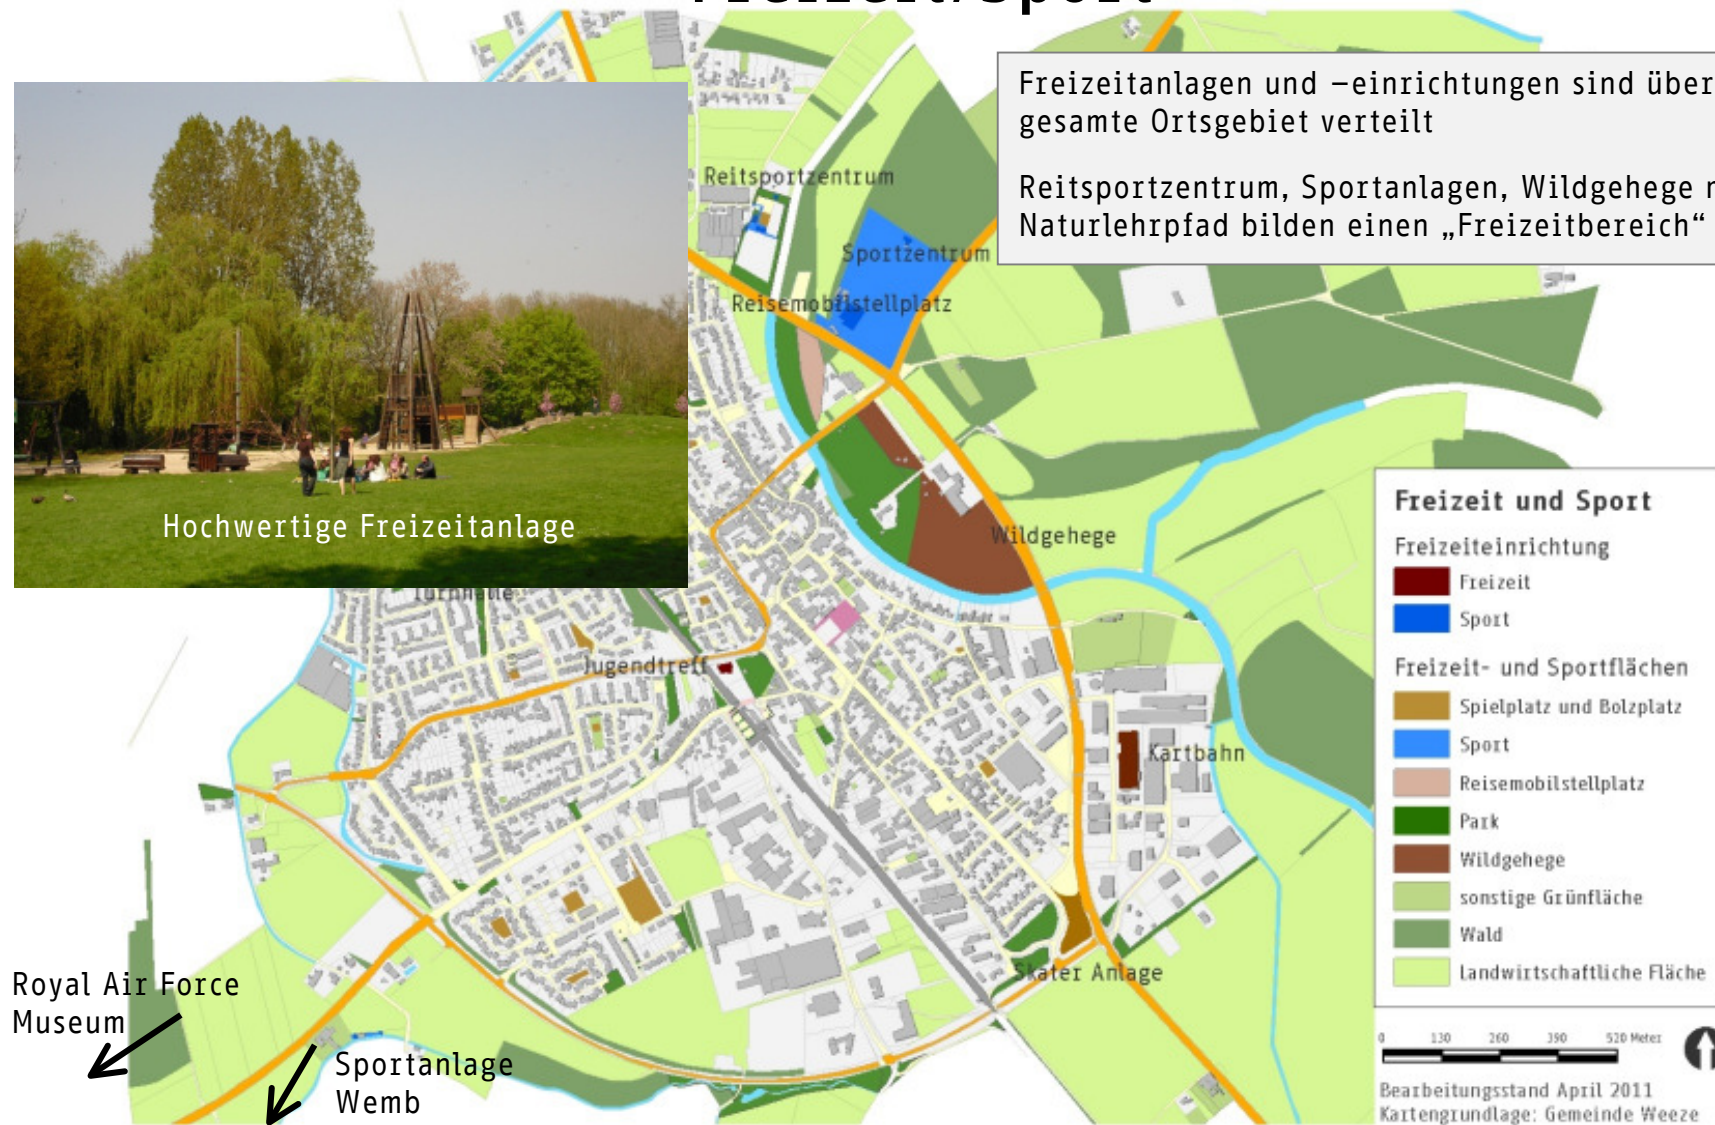 Freizeit/Sport
Freizeitanlagen und –einrichtungen sind über
gesamte Ortsgebiet verteilt
Reitsportzentrum, Sportanlagen, Wildgehege
Naturlehrpfad bilden einen „Freizeitbereich“
Reitsportzentrum
Sportzentrum
Reisemobilstellplatz
Hochwertige Freizeitanlage
Wildgehege
Turnhalle
Jugendtreff
Kartbahn
Skater Anlage
Royal Air Force
Museum
Sportanlage
Wemb
Freizeit und Sport
Freizeiteinrichtung
Freizeit
Sport
Freizeit- und Sportflächen
Spielplatz und Bolzplatz
Sport
Reisemobilstellplatz
Park
Wildgehege
sonstige Grünfläche
Wald
Landwirtschaftliche Fläche
0 130 260 390 520 Meter
Bearbeitungsstand April 2011
Kartengrundlage: Gemeinde Weeze